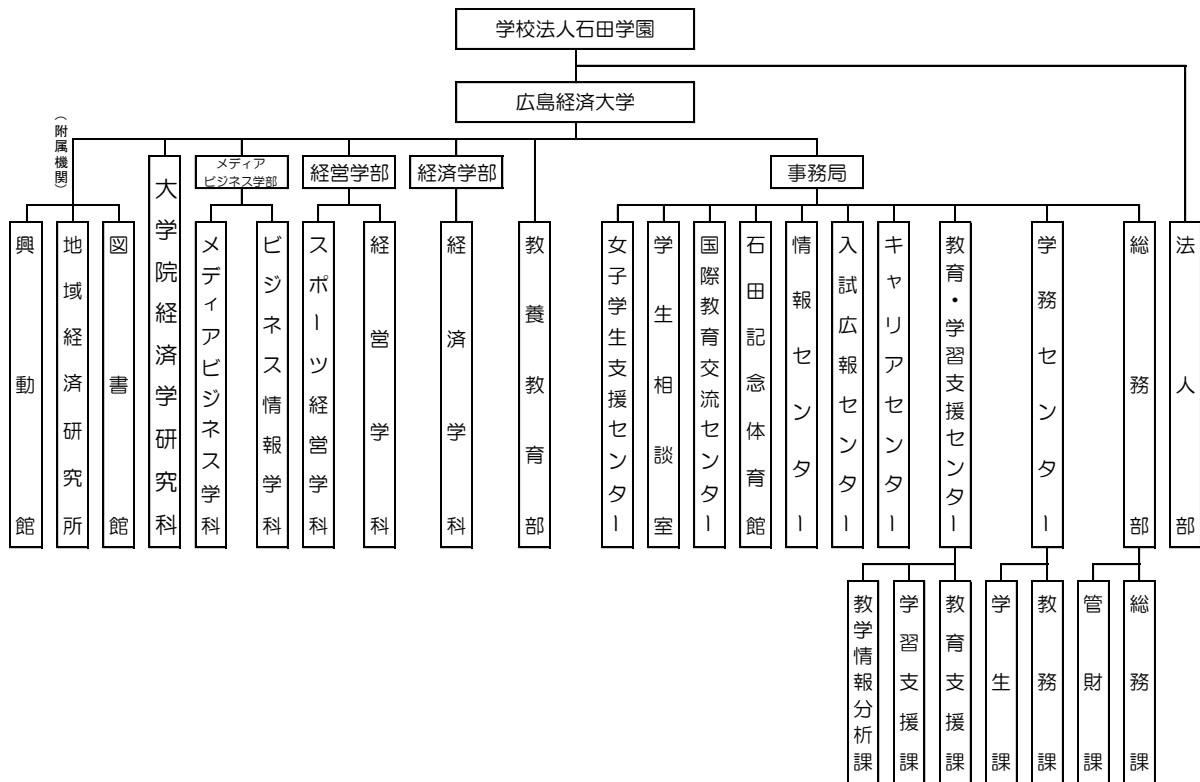 学校法人石田学園
広島経済大学
(附属機関)
メディア
ビジネス学部
経営学部
経済学部
事務局
興動館
地域経済研究所
図書館
大学院経済学研究科
メディアビジネス学科
ビジネス情報学科
スポーツ経営学科
経営学科
経済学科
教養教育部
女子学生支援センター
学生相談室
国際教育交流センター
石田記念体育館
情報センター
入試広報センター
キャリアセンター
教育・学習支援センター
学務センター
総務部
法人部
教学情報分析課
学習支援課
教育支援課
学生課
教務課
管財課
総務課